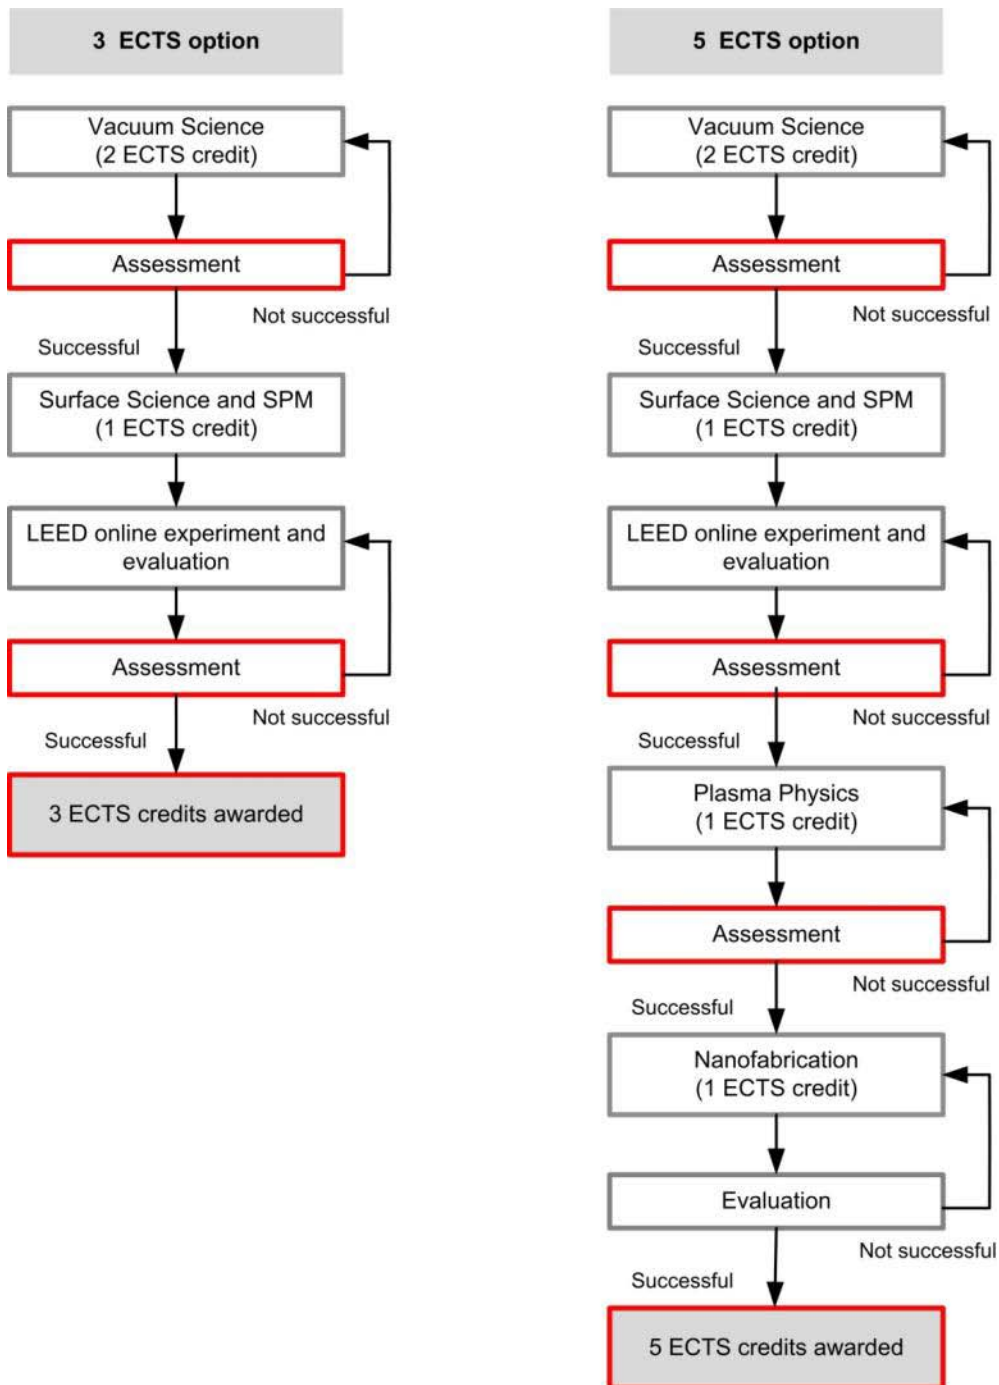 3 ECTS option
Vacuum Science
(2 ECTS credit)
Assessment
Not successful
Successful
Surface Science and SPM
(1 ECTS credit)
LEED online experiment and
evaluation
Assessment
Not successful
Successful
3 ECTS credits awarded
5 ECTS option
Vacuum Science
(2 ECTS credit)
Assessment
Not successful
Successful
Surface Science and SPM
(1 ECTS credit)
LEED online experiment and
evaluation
Assessment
Not successful
Successful
Plasma Physics
(1 ECTS credit)
Assessment
Not successful
Successful
Nanofabrication
(1 ECTS credit)
Evaluation
Not successful
Successful
5 ECTS credits awarded